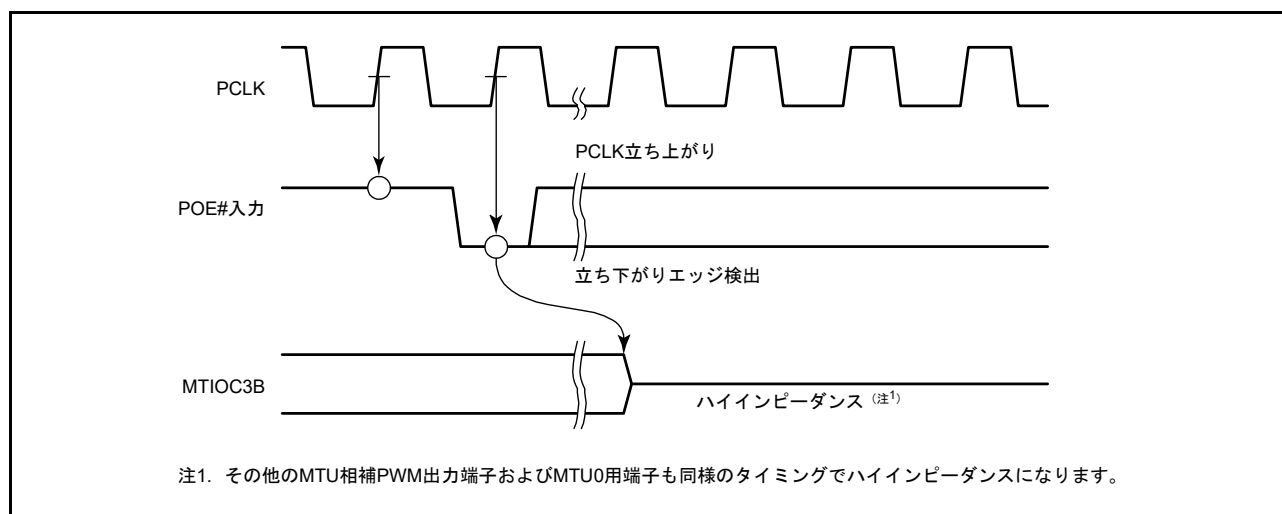 PCLK
PCLK立ち上がり
POE#入力
立ち下がりエッジ検出
MTIOC3B
ハイインピーダンス（注1）
注1. その他のMTU相補PWM出力端子およびMTU0用端子も同様のタイミングでハイインピーダンスになります。